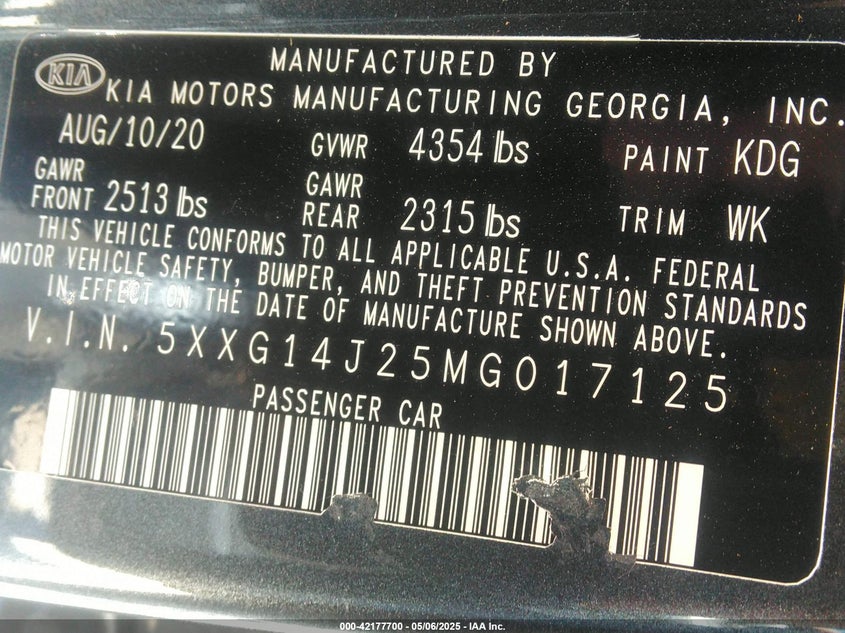 KIA
MANUFACTURED BY
KIA MOTORS MANUFACTURING GEORGIA, INC.
AUG/10/20 GVWR 4354 lbs PAINT KDG
GAWR FRONT 2513 lbs GAWR REAR 2315 lbs TRIM WK
THIS VEHICLE CONFORMS TO ALL APPLICABLE U.S.A. FEDERAL
MOTOR VEHICLE SAFETY, BUMPER, AND THEFT PREVENTION STANDARDS
IN EFFECT ON THE DATE OF MANUFACTURE SHOWN ABOVE.
V.I.N. 5XXG14J25MG017125
PASSENGER CAR
000-42177700 - 05/06/2025 - IAA Inc.